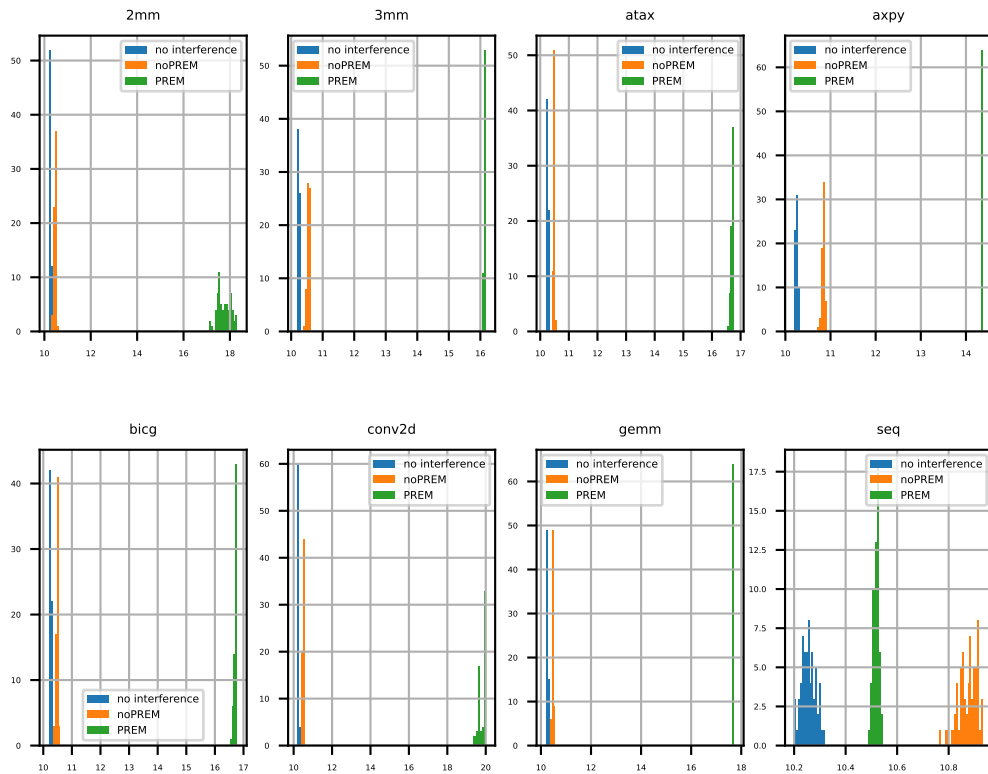 2mm
50
40
30
20
10
0
10 12 14 16 18
no interference
noPREM
PREM
3mm
50
40
30
20
10
0
10 11 12 13 14 15 16
no interference
noPREM
PREM
atax
50
40
30
20
10
0
10 11 12 13 14 15 16 17
no interference
noPREM
PREM
axpy
60
50
40
30
20
10
0
10 11 12 13 14
no interference
noPREM
PREM
bicg
40
30
20
10
0
10 11 12 13 14 15 16 17
no interference
noPREM
PREM
conv2d
60
50
40
30
20
10
0
10 12 14 16 18 20
no interference
noPREM
PREM
gemm
60
50
40
30
20
10
0
10 11 12 13 14 15 16 17 18
no interference
noPREM
PREM
seq
17.5
15.0
12.5
10.0
7.5
5.0
2.5
0.0
10.2 10.4 10.6 10.8
no interference
noPREM
PREM